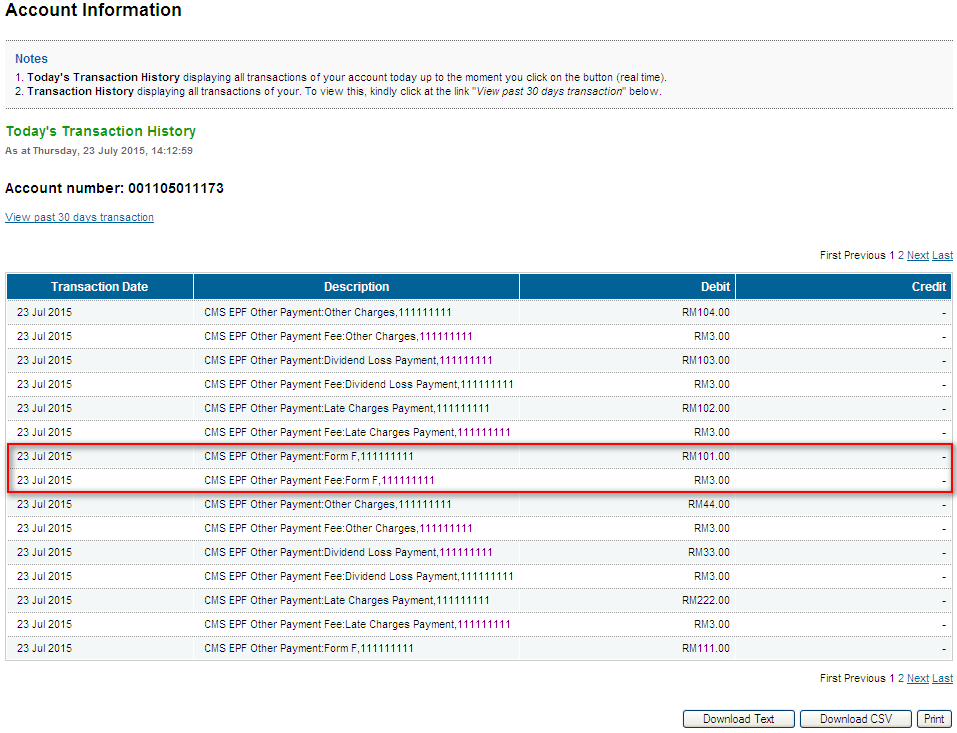 Account Information
Notes
1. Today's Transaction History displaying all transactions of your account today up to the moment you click on the button (real time).
2. Transaction History displaying all transactions of your. To view this, kindly click at the link "View past 30 days transaction" below.
Today's Transaction History
As at Thursday, 23 July 2015, 14:12:59
Account number: 001105011173
View past 30 days transaction
First Previous 1 2 Next Last
Transaction Date Description Debit Credit
23 Jul 2015 CMS EPF Other Payment:Other Charges,111111111 RM104.00 -
23 Jul 2015 CMS EPF Other Payment Fee:Other Charges,111111111 RM3.00 -
23 Jul 2015 CMS EPF Other Payment:Dividend Loss Payment,111111111 RM103.00 -
23 Jul 2015 CMS EPF Other Payment Fee:Dividend Loss Payment,111111111 RM3.00 -
23 Jul 2015 CMS EPF Other Payment:Late Charges Payment,111111111 RM102.00 -
23 Jul 2015 CMS EPF Other Payment Fee:Late Charges Payment,111111111 RM3.00 -
23 Jul 2015 CMS EPF Other Payment:Form F,111111111 RM101.00 -
23 Jul 2015 CMS EPF Other Payment Fee:Form F,111111111 RM3.00 -
23 Jul 2015 CMS EPF Other Payment:Other Charges,111111111 RM44.00 -
23 Jul 2015 CMS EPF Other Payment Fee:Other Charges,111111111 RM3.00 -
23 Jul 2015 CMS EPF Other Payment:Dividend Loss Payment,111111111 RM33.00 -
23 Jul 2015 CMS EPF Other Payment Fee:Dividend Loss Payment,111111111 RM3.00 -
23 Jul 2015 CMS EPF Other Payment:Late Charges Payment,111111111 RM222.00 -
23 Jul 2015 CMS EPF Other Payment Fee:Late Charges Payment,111111111 RM3.00 -
23 Jul 2015 CMS EPF Other Payment:Form F,111111111 RM111.00 -
First Previous 1 2 Next Last
Download Text Download CSV Print